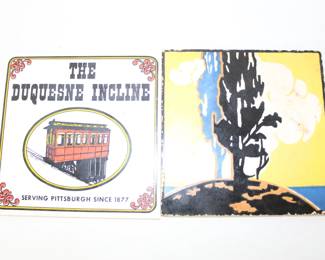 THE
DUQUESNE INCLINE
SERVING PITTSBURGH SINCE 1877